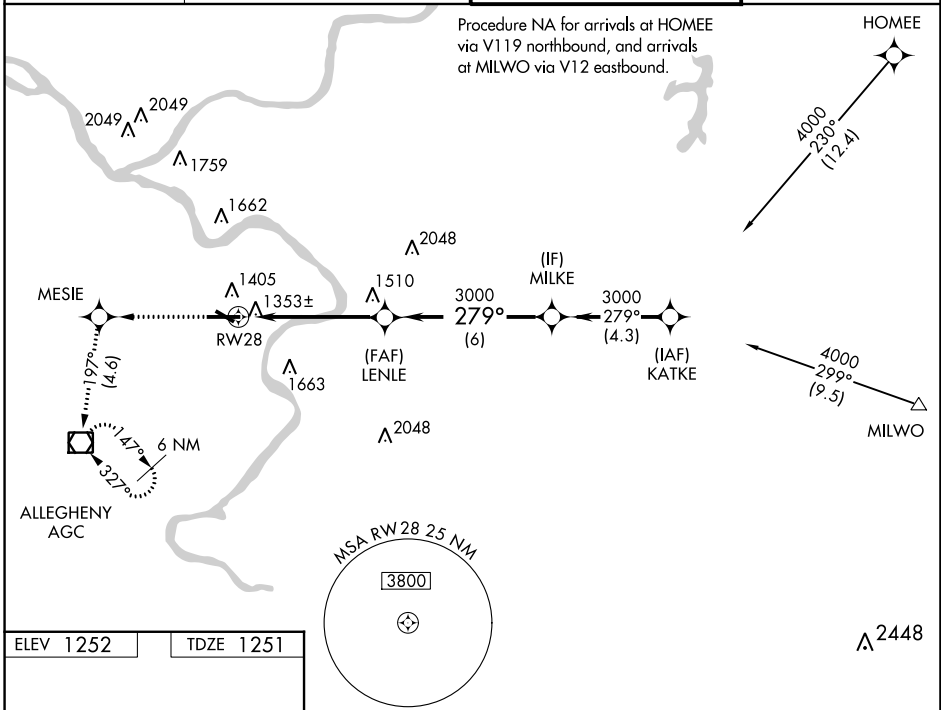 Procedure NA for arrivals at HOMEE
via V119 northbound, and arrivals
at MILWO via V12 eastbound.
HOMEE
4000
230°
(12.4)
2049
2049
1759
1662
2048
(IF)
MILKE
1405
1510
MESIE
1353±
3000
279°
(6)
3000
279°
(4.3)
RW28
(FAF)
LENLE
(IAF)
KATKE
197°
(4.6)
1663
4000
299°
(9.5)
MILWO
2048
147°
6 NM
327°
ALLEGHENY
AGC
MSA RW28 25 NM
3800
ELEV 1252
TDZE 1251
2448